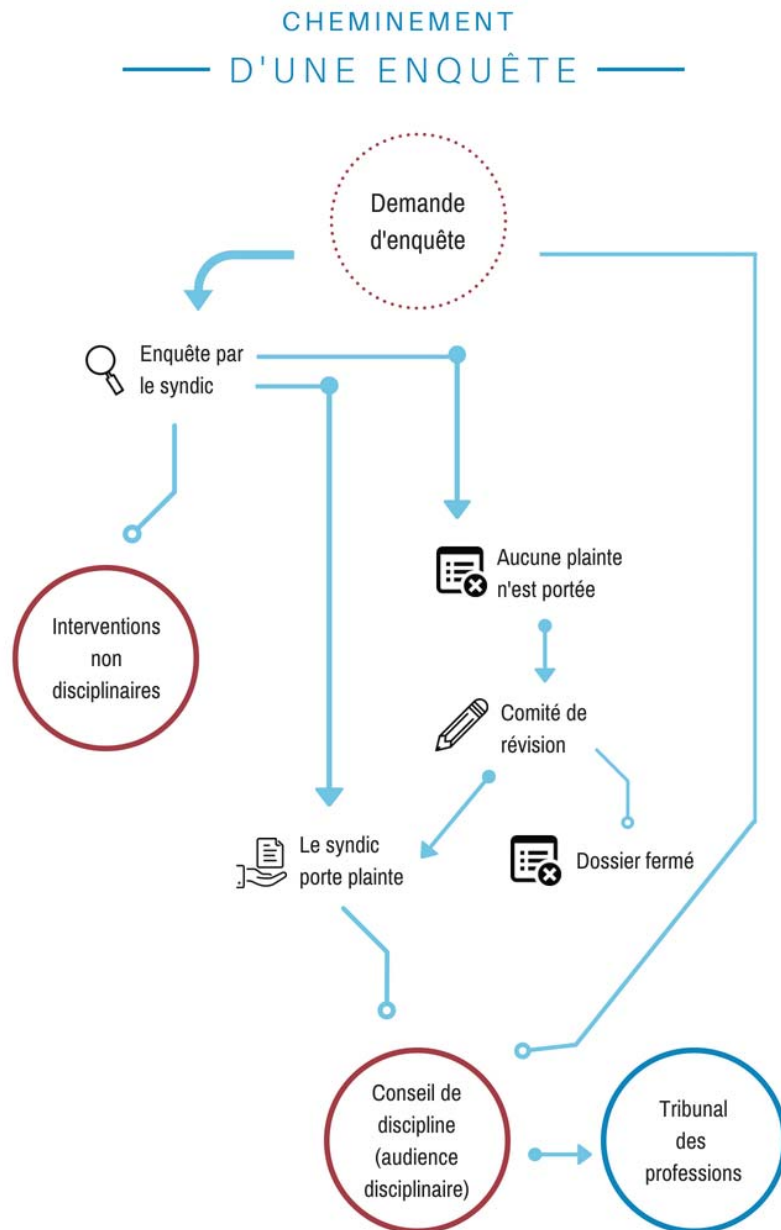 CHEMINEMENT
D'UNE ENQUÊTE
Demande
d'enquête
Enquête par
le syndic
Aucune plainte
n'est portée
Interventions
non
disciplinaires
Comité de
révision
Le syndic
porte plainte
Dossier fermé
Conseil de
discipline
(audience
disciplinaire)
Tribunal
des
professions